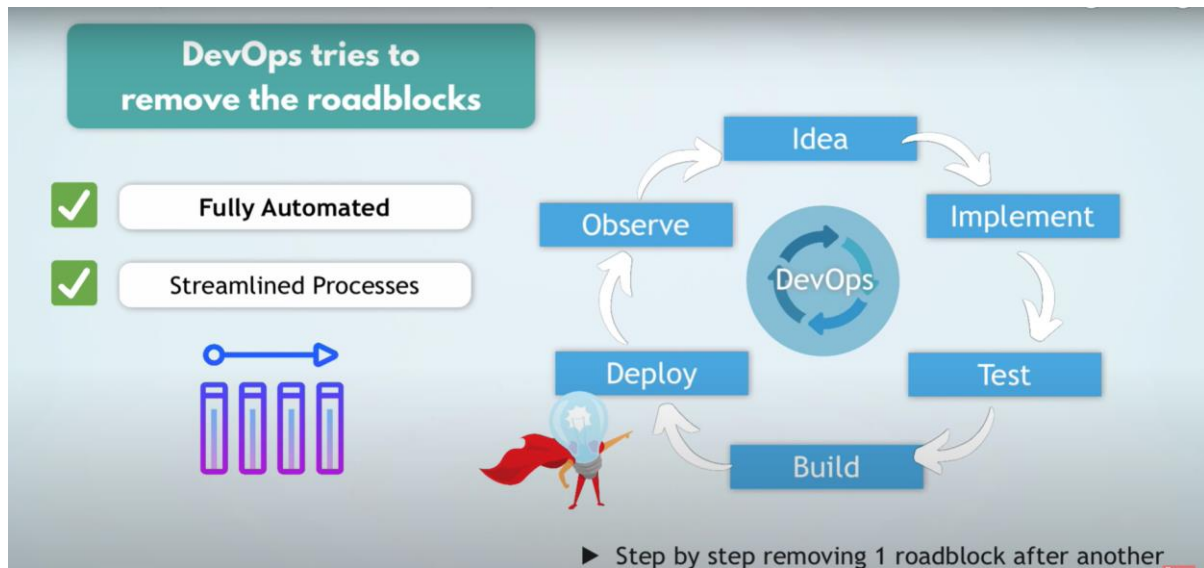 DevOps tries to
remove the roadblocks
Fully Automated
Streamlined Processes
Idea
Implement
Test
Build
Deploy
Observe
DevOps
▶ Step by step removing 1 roadblock after another